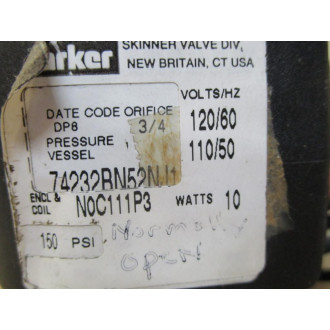 arker
SKINNER VALVE DIV,
NEW BRITAIN, CT USA
VOLTS/HZ
DATE CODE ORIFICE
DP8 3/4 120/60
PRESSURE 110/50
VESSEL
74232BN52NJ1
ENCL &
COIL N0C111P3 WATTS 10
150 PSI
Normally
open